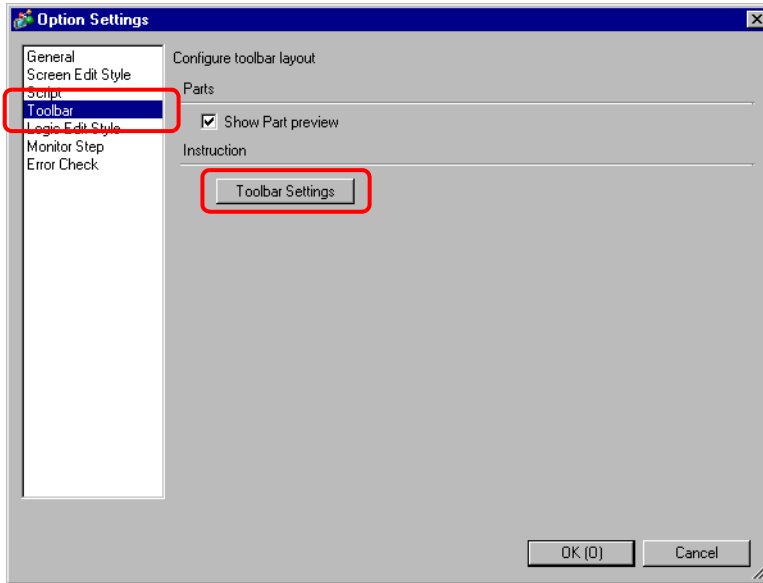 Option Settings
General
Screen Edit Style
Script
Toolbar
Logic Edit Style
Monitor Step
Error Check
Configure toolbar layout
Parts
Show Part preview
Instruction
Toolbar Settings
OK (O)
Cancel